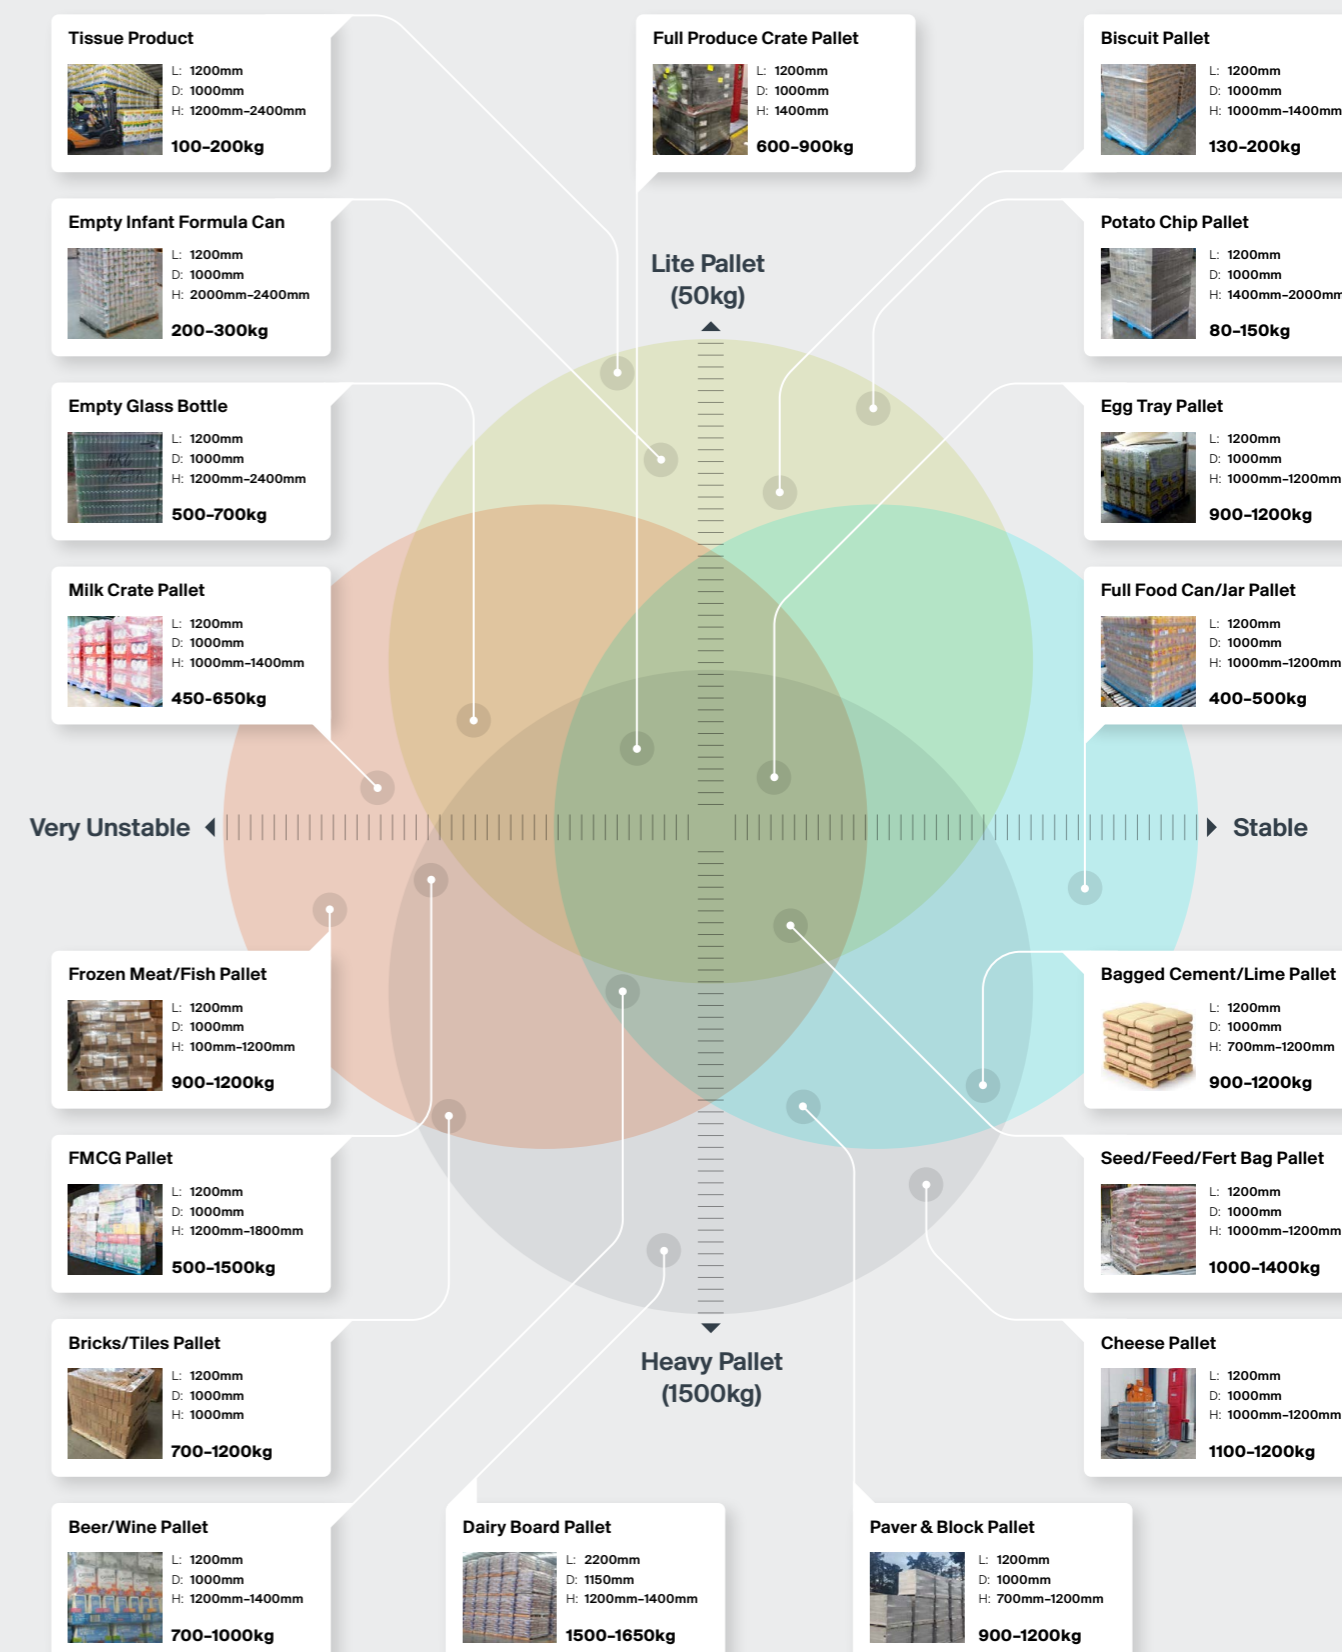 Tissue Product
L: 1200mm
D: 1000mm
H: 1200mm–2400mm
100–200kg
Full Produce Crate Pallet
L: 1200mm
D: 1000mm
H: 1400mm
600–900kg
Biscuit Pallet
L: 1200mm
D: 1000mm
H: 1000mm–1400mm
130–200kg
Empty Infant Formula Can
L: 1200mm
D: 1000mm
H: 2000mm–2400mm
200–300kg
Lite Pallet
(50kg)
Potato Chip Pallet
L: 1200mm
D: 1000mm
H: 1400mm–2000mm
80–150kg
Empty Glass Bottle
L: 1200mm
D: 1000mm
H: 1200mm–2400mm
500–700kg
Egg Tray Pallet
L: 1200mm
D: 1000mm
H: 1000mm–1200mm
900–1200kg
Milk Crate Pallet
L: 1200mm
D: 1000mm
H: 1000mm–1400mm
450-650kg
Full Food Can/Jar Pallet
L: 1200mm
D: 1000mm
H: 1000mm–1200mm
400–500kg
Very Unstable
Stable
Frozen Meat/Fish Pallet
L: 1200mm
D: 1000mm
H: 100mm–1200mm
900–1200kg
Bagged Cement/Lime Pallet
L: 1200mm
D: 1000mm
H: 700mm–1200mm
900–1200kg
FMCG Pallet
L: 1200mm
D: 1000mm
H: 1200mm–1800mm
500–1500kg
Seed/Feed/Fert Bag Pallet
L: 1200mm
D: 1000mm
H: 1000mm–1200mm
1000–1400kg
Bricks/Tiles Pallet
L: 1200mm
D: 1000mm
H: 1000mm
700–1200kg
Heavy Pallet
(1500kg)
Cheese Pallet
L: 1200mm
D: 1000mm
H: 1000mm–1200mm
1100–1200kg
Beer/Wine Pallet
L: 1200mm
D: 1000mm
H: 1200mm–1400mm
700–1000kg
Dairy Board Pallet
L: 2200mm
D: 1150mm
H: 1200mm–1400mm
1500–1650kg
Paver & Block Pallet
L: 1200mm
D: 1000mm
H: 700mm–1200mm
900–1200kg